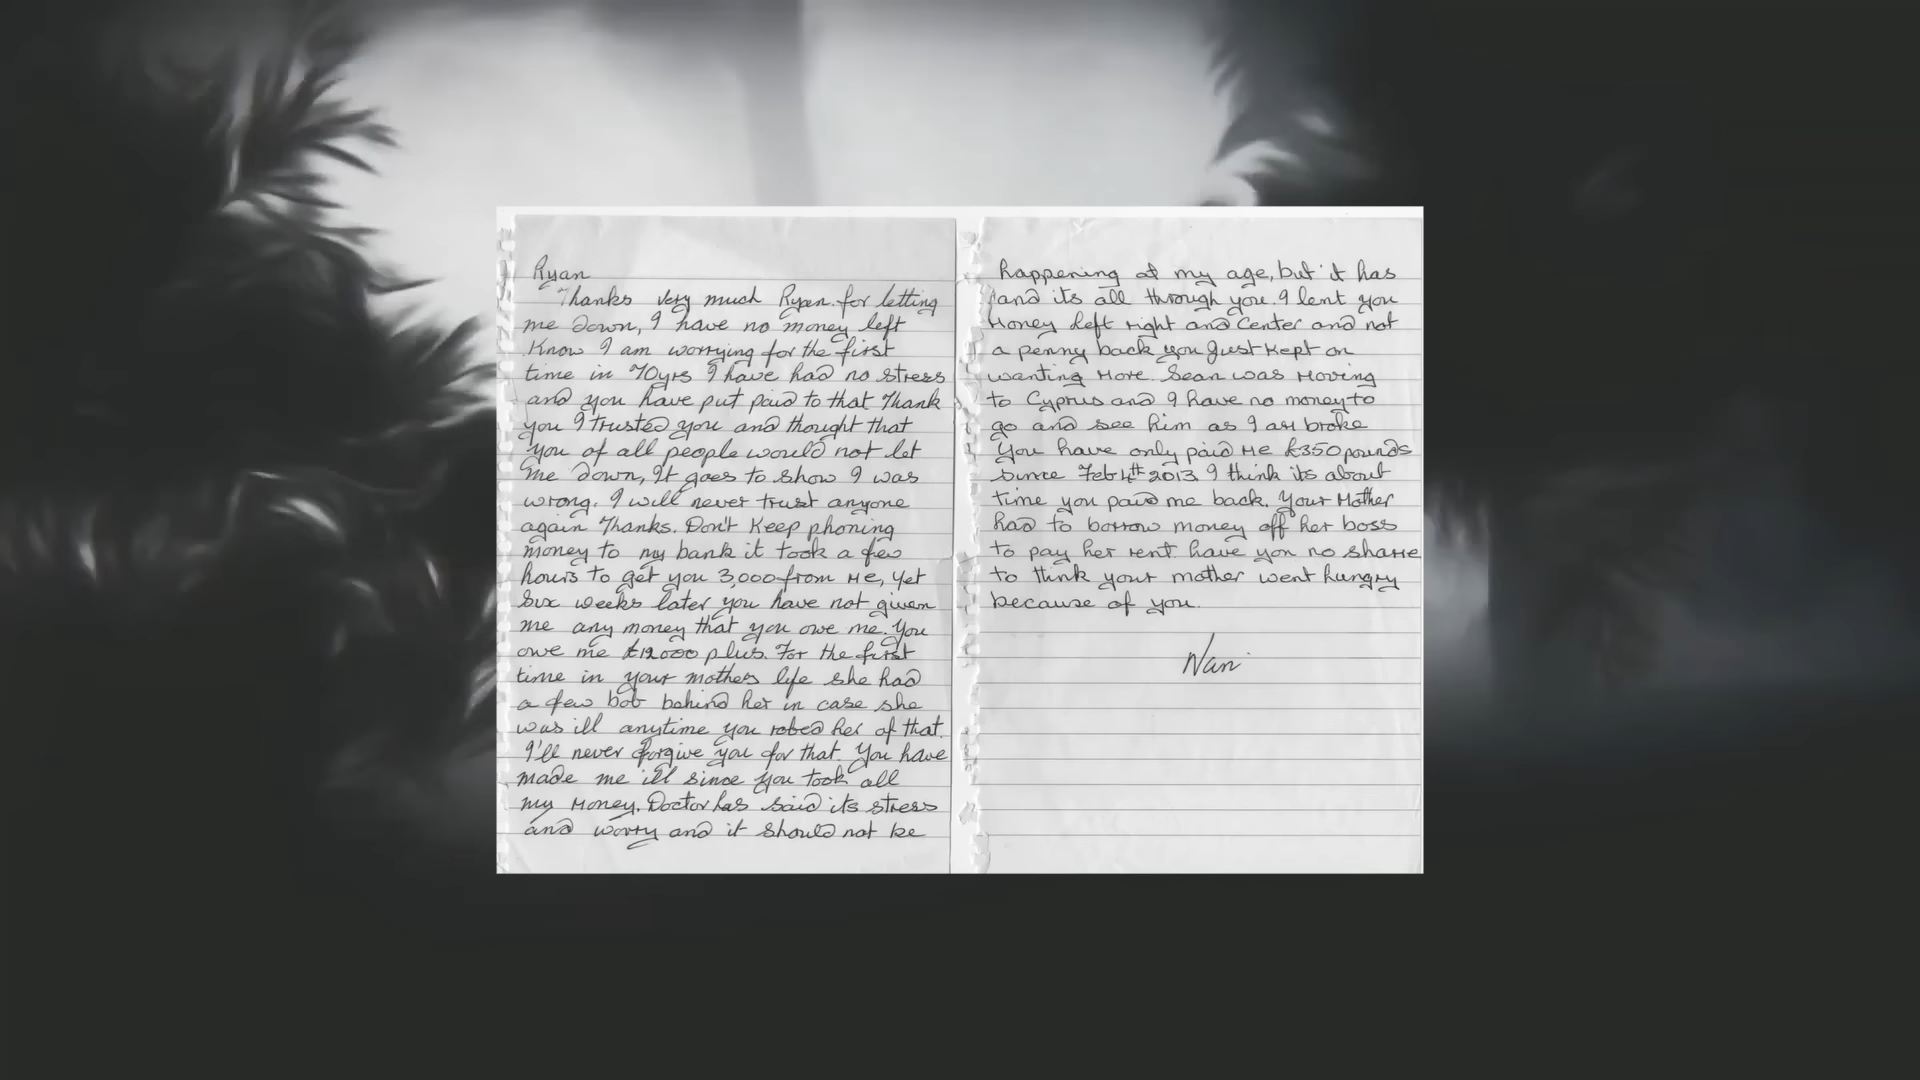 Ryan
Thanks very much Ryan for letting
me down, I have no money left
Know I am worrying for the first
time in 70yrs I have had no stress
and you have put paid to that Thank
you I trusted you and thought that
you of all people would not let
me down, It goes to show I was
wrong. I will never trust anyone
again Thanks. Don't Keep phoning
money to my bank it took a few
hours to get you 3,000 from me, yet
Six weeks later you have not given
me any money that you owe me. You
owe me £12000 plus. For the first
time in your mothers life she had
a few bob behind her in case she
was ill anytime you robed her of that.
I'll never forgive you for that. You have
made me ill since you took all
my money. Doctor has said its stress
and worry and it should not be
happening at my age, but it has
and its all through you. I lent you
Money left right and center and not
a penny back you Just Kept on
wanting more. Sean was moving
to Cyprus and I have no money to
go and see him as I am broke
You have only paid me £350 pounds
since Feb 4th 2013 I think its about
time you paid me back. Your Mother
had to borrow money off her boss
to pay her rent have you no shame
to think your mother went hungry
because of you.
Nan